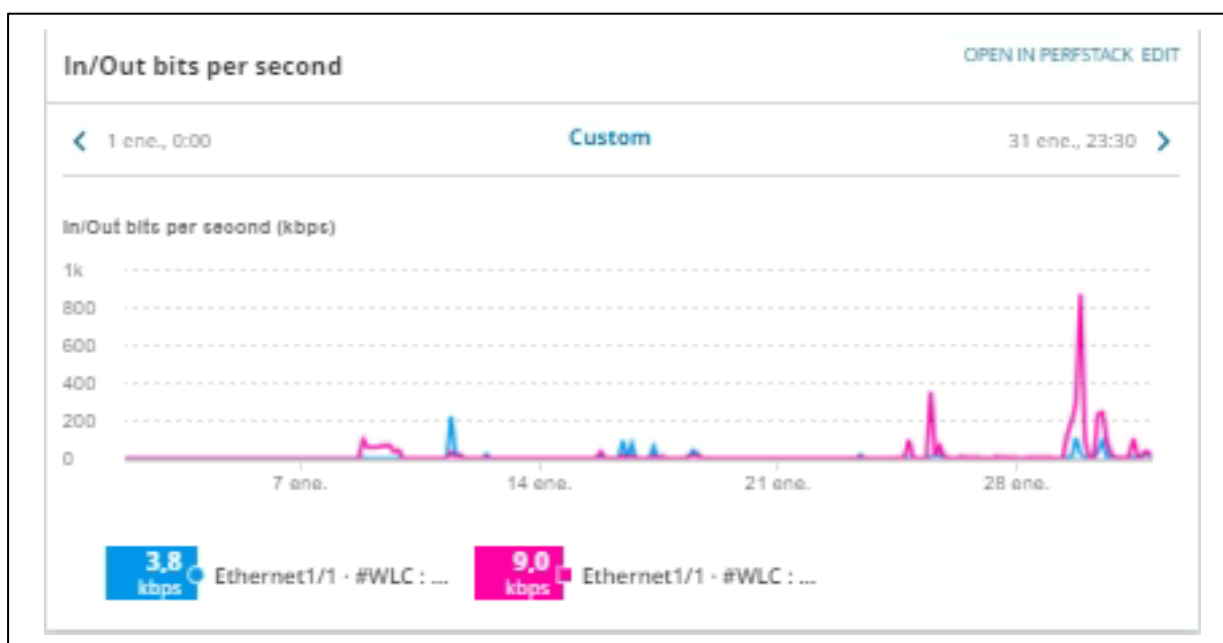 In/Out bits per second
OPEN IN PERFSTACK EDIT
1 ene., 0:00
Custom
31 ene., 23:30
In/Out bits per second (kbps)
1k
800
600
400
200
0
7 ene.
14 ene.
21 ene.
28 ene.
3,8 kbps Ethernet1/1 · #WLC : ...
9,0 kbps Ethernet1/1 · #WLC : ...